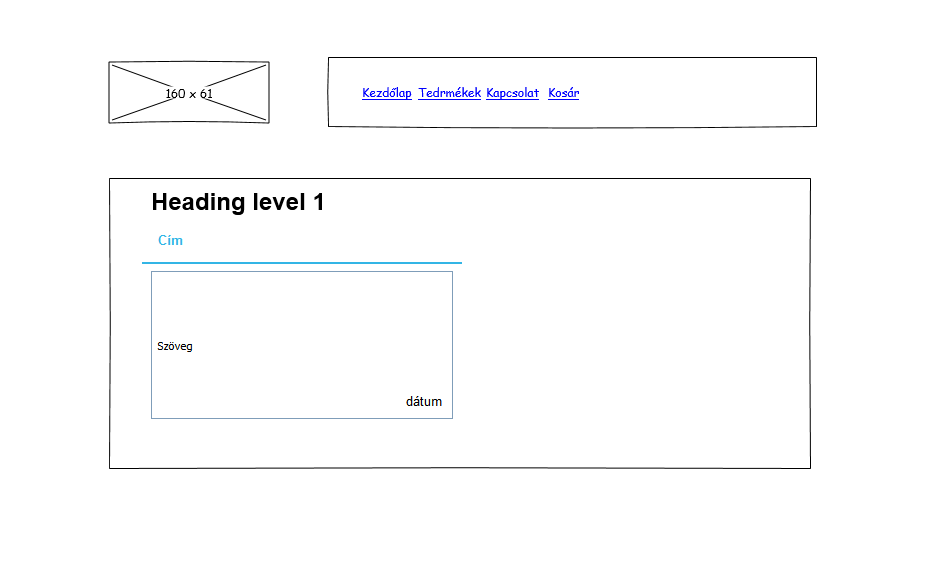 160 x 61
Kezdőlap Tedrmékek Kapcsolat Kosár
Heading level 1
Cím
Szöveg
dátum